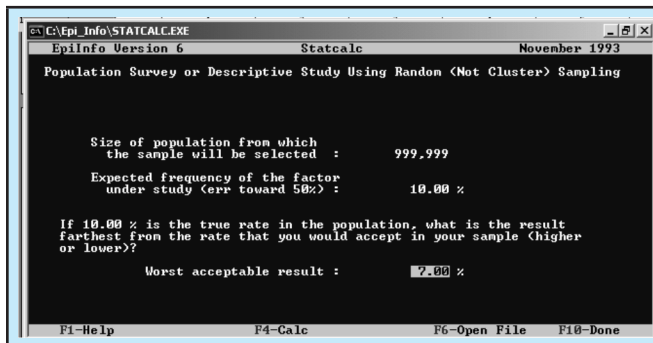 C:\Epi_Info\STATCALC.EXE
EpiInfo Version 6 Statcalc November 1993
Population Survey or Descriptive Study Using Random (Not Cluster) Sampling
Size of population from which
the sample will be selected : 999,999
Expected frequency of the factor
under study (err toward 50%) : 10.00 %
If 10.00 % is the true rate in the population, what is the result
farthest from the rate that you would accept in your sample (higher
or lower)?
Worst acceptable result : 7.00 %
F1-Help F4-Calc F6-Open File F10-Done